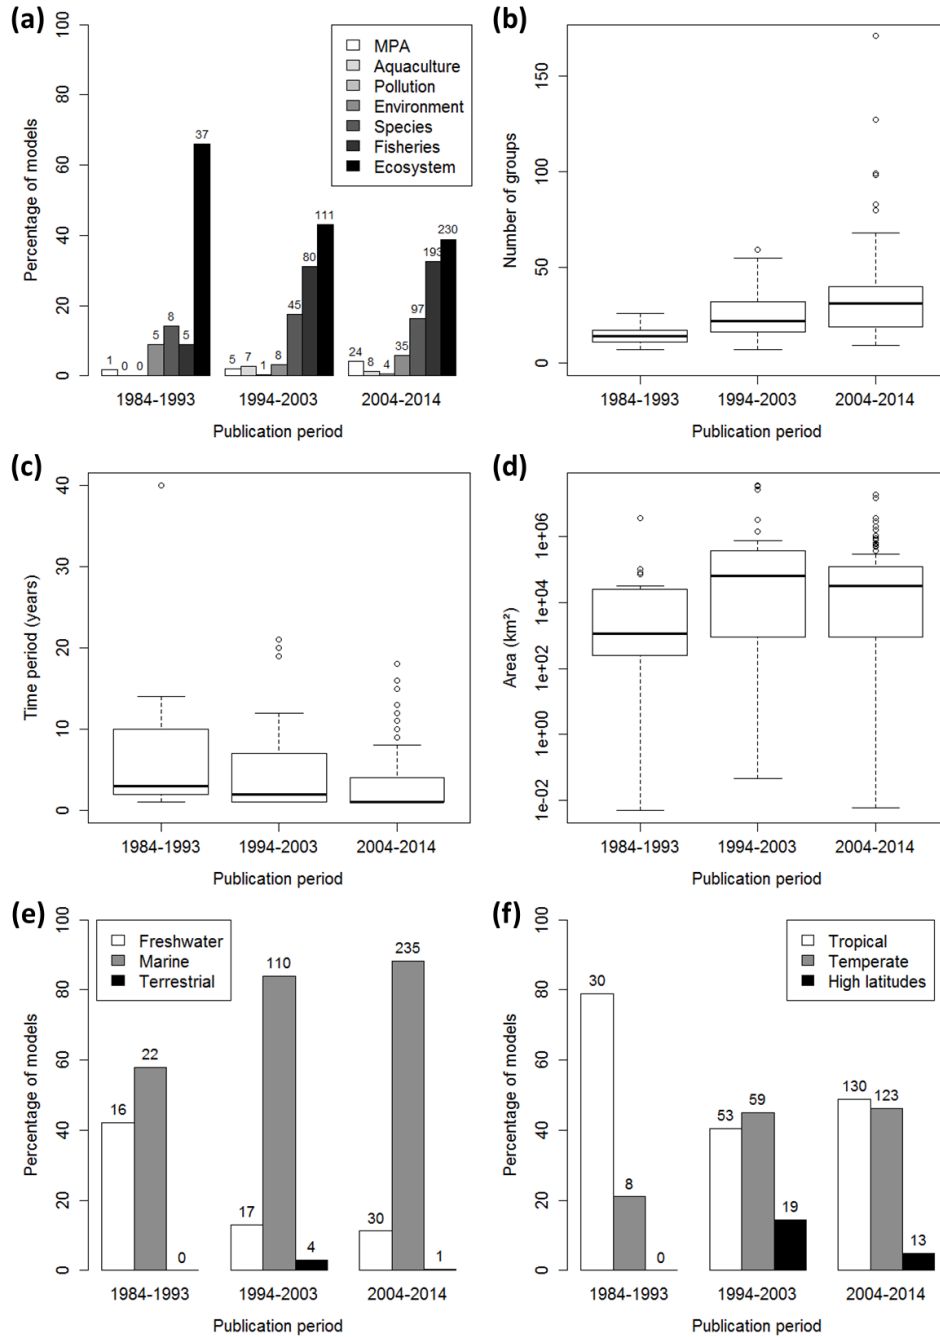 (a)
100
80
60
40
20
0
Percentage of models
MPA
Aquaculture
Pollution
Environment
Species
Fisheries
Ecosystem
1
0
0
5
8
5
37
5
7
1
8
45
80
111
24
8
4
35
97
193
230
1984-1993
1994-2003
2004-2014
Publication period
(b)
150
100
50
0
Number of groups
1984-1993
1994-2003
2004-2014
Publication period
(c)
40
30
20
10
0
Time period (years)
1984-1993
1994-2003
2004-2014
Publication period
(d)
1e+06
1e+04
1e+02
1e+00
1e-02
Area (km²)
1984-1993
1994-2003
2004-2014
Publication period
(e)
100
80
60
40
20
0
Percentage of models
Freshwater
Marine
Terrestrial
16
22
0
17
110
4
30
235
1
1984-1993
1994-2003
2004-2014
Publication period
(f)
100
80
60
40
20
0
Percentage of models
Tropical
Temperate
High latitudes
30
8
0
53
59
19
130
123
13
1984-1993
1994-2003
2004-2014
Publication period